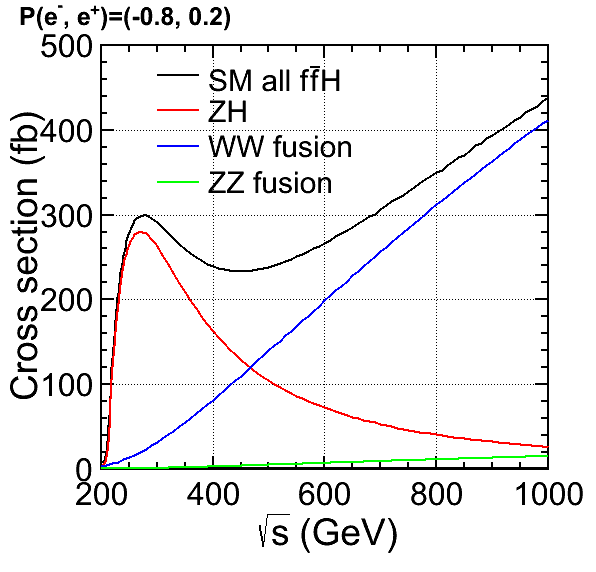 P(e⁻, e⁺)=(-0.8, 0.2)
500
SM all ff̄H
ZH
400
WW fusion
ZZ fusion
300
200
100
0
Cross section (fb)
200 400 600 800 1000
√s (GeV)